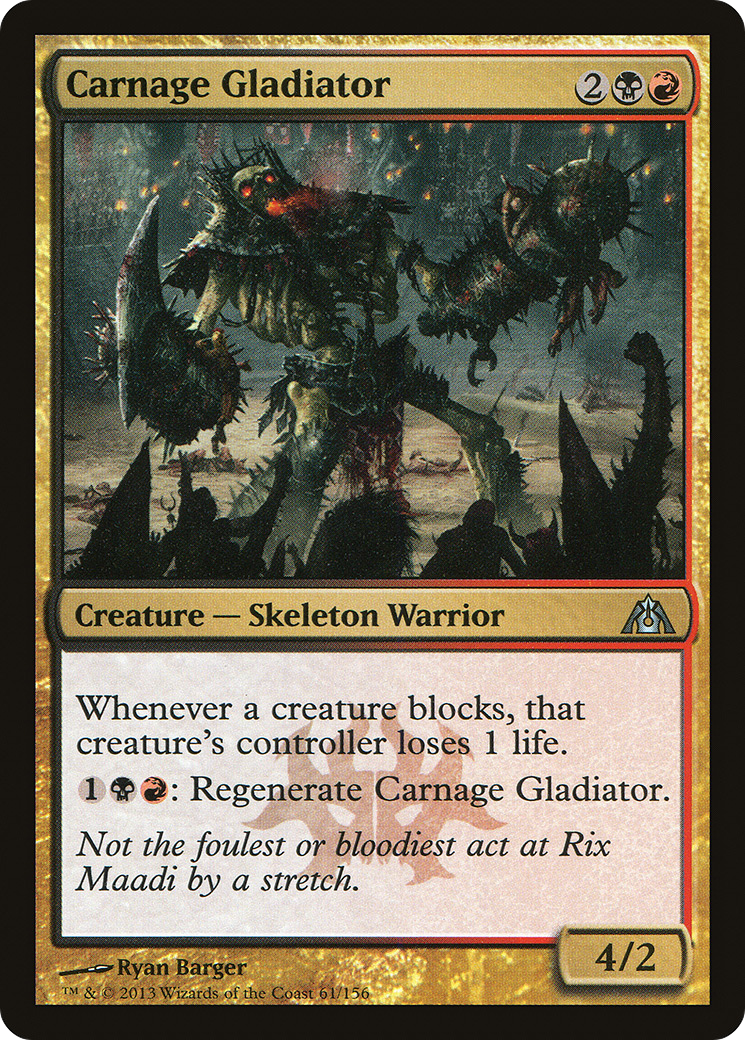 Carnage Gladiator 2
Creature — Skeleton Warrior
Whenever a creature blocks, that
creature's controller loses 1 life.
1: Regenerate Carnage Gladiator.
Not the foulest or bloodiest act at Rix
Maadi by a stretch.
4/2
Ryan Barger
™ & © 2013 Wizards of the Coast 61/156